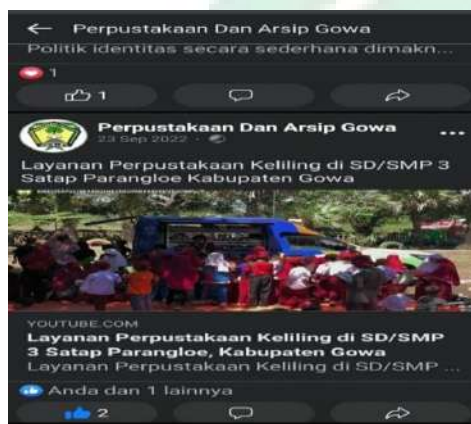 Perpustakaan Dan Arsip Gowa
Politik identitas secara sederhana dimakn...
1
1
Perpustakaan Dan Arsip Gowa
23 Sep 2022
Layanan Perpustakaan Keliling di SD/SMP 3
Satap Parangloe Kabupaten Gowa
YOUTUBE.COM
Layanan Perpustakaan Keliling di SD/SMP
3 Satap Parangloe, Kabupaten Gowa
Layanan Perpustakaan Keliling di SD/SMP ...
Anda dan 1 lainnya
2